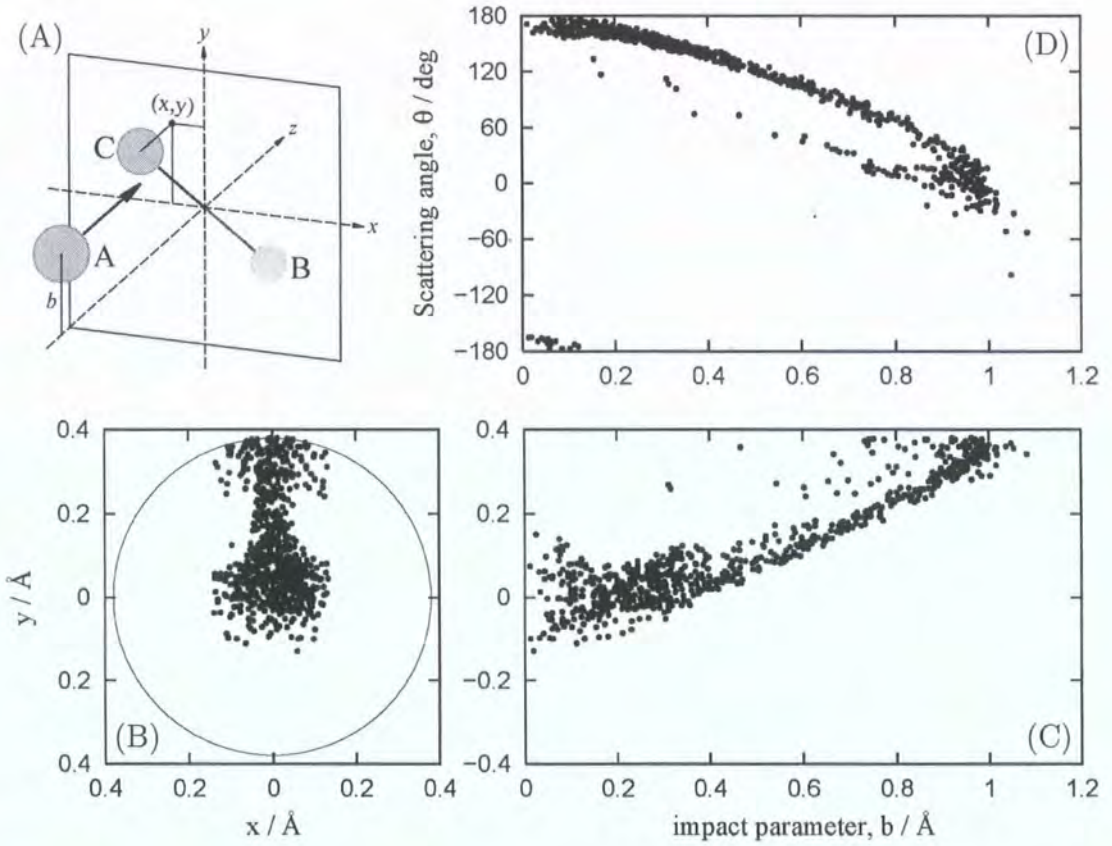 (A)
y
(x,y)
C
z
x
A
B
b
180
120
60
0
−60
−120
−180
Scattering angle, θ / deg
(D)
0 0.2 0.4 0.6 0.8 1 1.2
0.4
0.2
0
0.2
0.4
y / Å
(B)
0.4 0.2 0 0.2 0.4
x / Å
0.4
0.2
0
−0.2
−0.4
(C)
0 0.2 0.4 0.6 0.8 1 1.2
impact parameter, b / Å